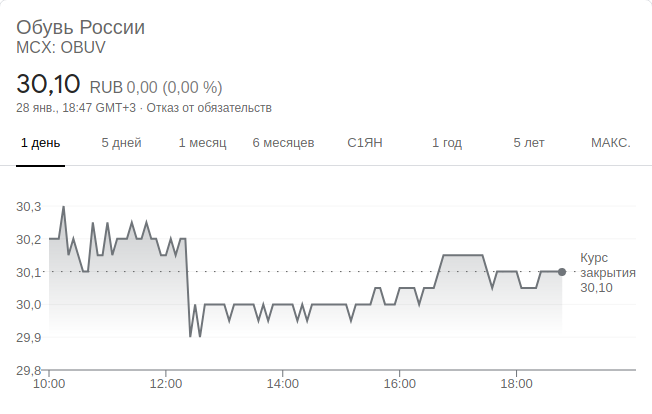 Обувь России
MCX: OBUV
30,10 RUB 0,00 (0,00 %)
28 янв., 18:47 GMT+3 · Отказ от обязательств
1 день 5 дней 1 месяц 6 месяцев С1ЯН 1 год 5 лет МАКС.
30,3
30,2
30,1
30,0
29,9
29,8
Курс
закрытия
30,10
10:00 12:00 14:00 16:00 18:00